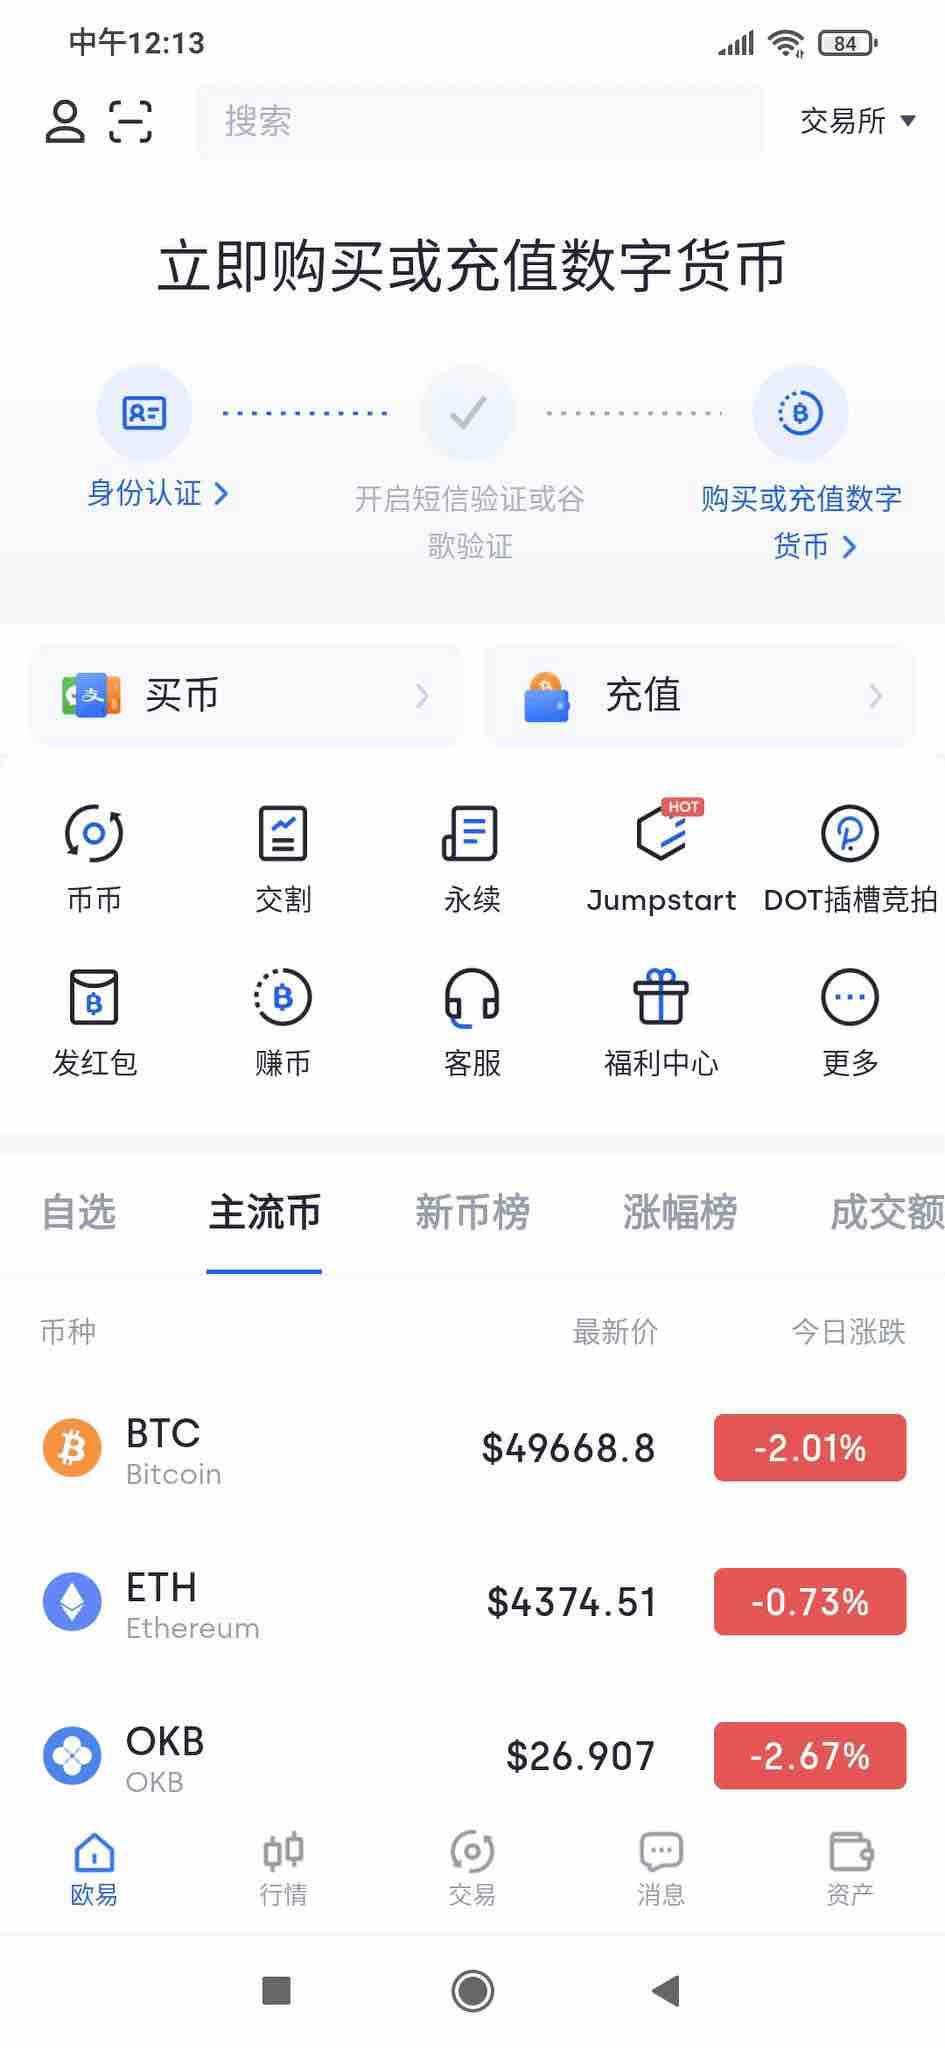 中午12:13
84
搜索
交易所
立即购买或充值数字货币
身份认证
开启短信验证或谷
歌验证
购买或充值数字
货币
支
买币
充值
HOT
币币
交割
永续
Jumpstart
DOT插槽竞拍
发红包
赚币
客服
福利中心
更多
自选
主流币
新币榜
涨幅榜
成交额
币种
最新价
今日涨跌
BTC
$49668.8
-2.01%
Bitcoin
ETH
$4374.51
-0.73%
Ethereum
OKB
$26.907
-2.67%
OKB
欧易
行情
交易
消息
资产